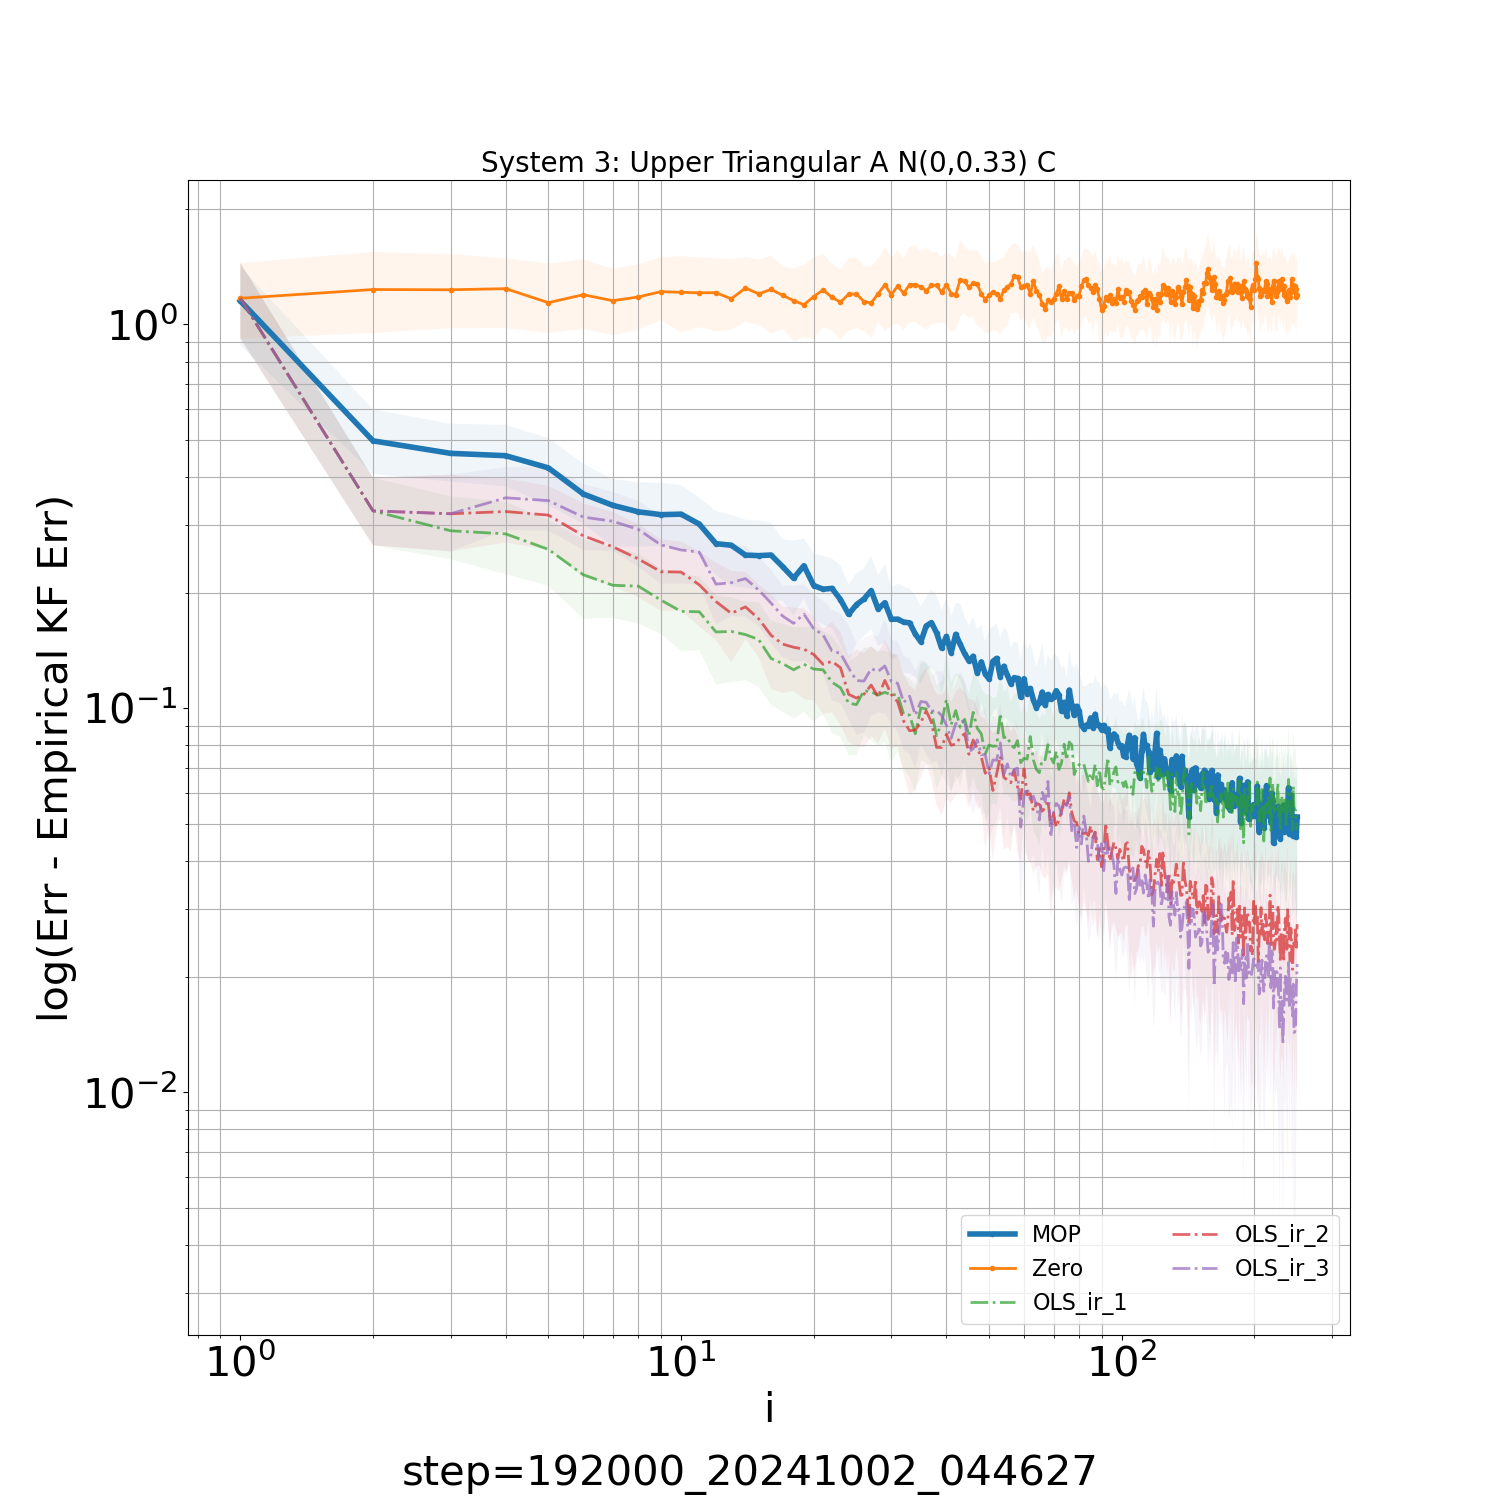 System 3: Upper Triangular A N(0,0.33) C
log(Err - Empirical KF Err)
10⁰
10⁻¹
10⁻²
10⁰ 10¹ 10²
i
step=192000_20241002_044627
MOP
Zero
OLS_ir_1
OLS_ir_2
OLS_ir_3